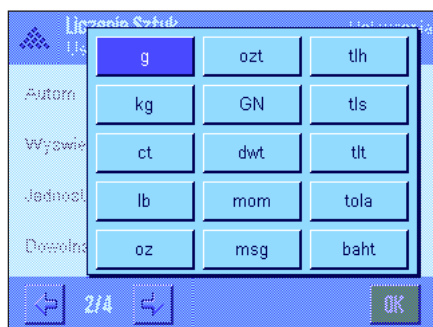 Liczenie Sztuk
g ozt tlh
Autom
kg GN tls
Wyświe
ct dwt tlt
Jednost
lb mom tola
Dowolna
oz msg baht
2/4 OK